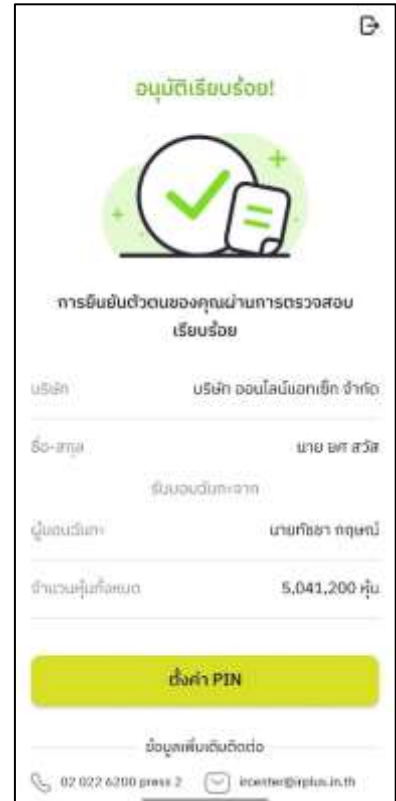 อนุมัติเรียบร้อย!
การยืนยันตัวตนของคุณผ่านการตรวจสอบ
เรียบร้อย
บริษัท บริษัท ออนไลน์แอทเซ็ท จำกัด
ชื่อ-สกุล นาย ยศ สวัส
รับมอบฉันทะจาก
ผู้มอบฉันทะ นายทัชชา กฤษณ์
จำนวนหุ้นทั้งหมด 5,041,200 หุ้น
ตั้งค่า PIN
ข้อมูลเพิ่มเติมติดต่อ
02 022 6200 press 2 ircenter@irplus.in.th